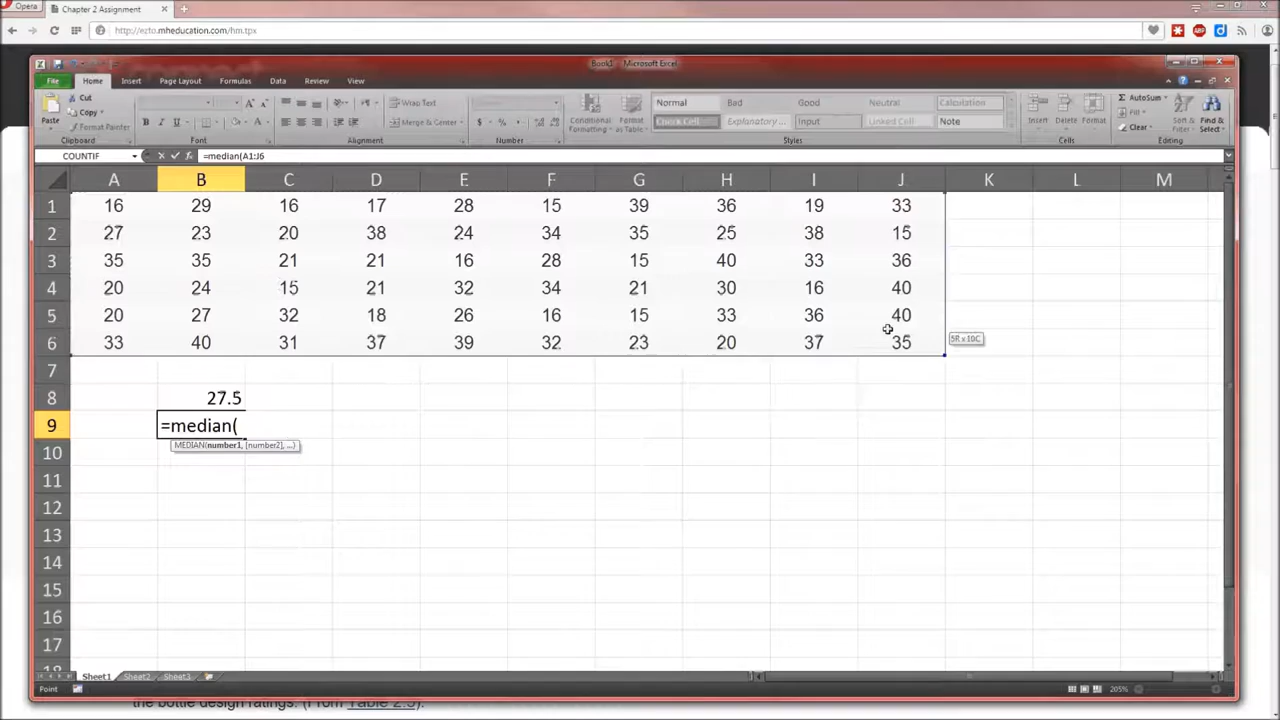 Opera
Chapter 2 Assignment
http://ezto.mheducation.com/hm.tpx
Book1 - Microsoft Excel
File Home Insert Page Layout Formulas Data Review View
Paste
Cut
Copy
Format Painter
Clipboard
Font
Wrap Text
Merge & Center
Alignment
Number
Conditional Formatting
Format as Table
Normal Bad Good Neutral Calculation
Check Cell Explanatory ... Input Linked Cell Note
Styles
Insert Delete Format
Cells
AutoSum
Fill
Clear
Sort & Filter
Find & Select
Editing
COUNTIF =median(A1:J6
A B C D E F G H I J K L M
1 16 29 16 17 28 15 39 36 19 33
2 27 23 20 38 24 34 35 25 38 15
3 35 35 21 21 16 28 15 40 33 36
4 20 24 15 21 32 34 21 30 16 40
5 20 27 32 18 26 16 15 33 36 40
6 33 40 31 37 39 32 23 20 37 35
5R x 10C
7
8 27.5
9 =median(
MEDIAN(number1, [number2], ...)
10
11
12
13
14
15
16
17
18
Sheet1 Sheet2 Sheet3
Point 205%
the bottle design ratings. (From Table 2.5).